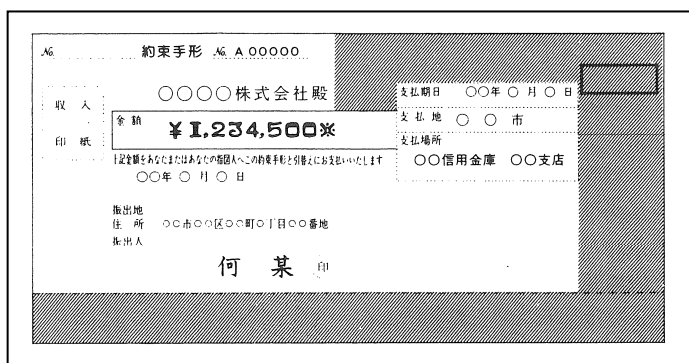 No. 約束手形 No. A 00000
収入
印紙
○○○○株式会社殿
金額 ¥1,234,500※
上記金額をあなたまたはあなたの指図人へこの約束手形と引替えにお支払いいたします
○○年 ○ 月 ○ 日
支払期日 ○○年 ○ 月 ○ 日
支払地 ○ ○ 市
支払場所
○○信用金庫 ○○支店
振出地
住所 ○○市○○区○○町○丁目○○番地
振出人
何 某 印